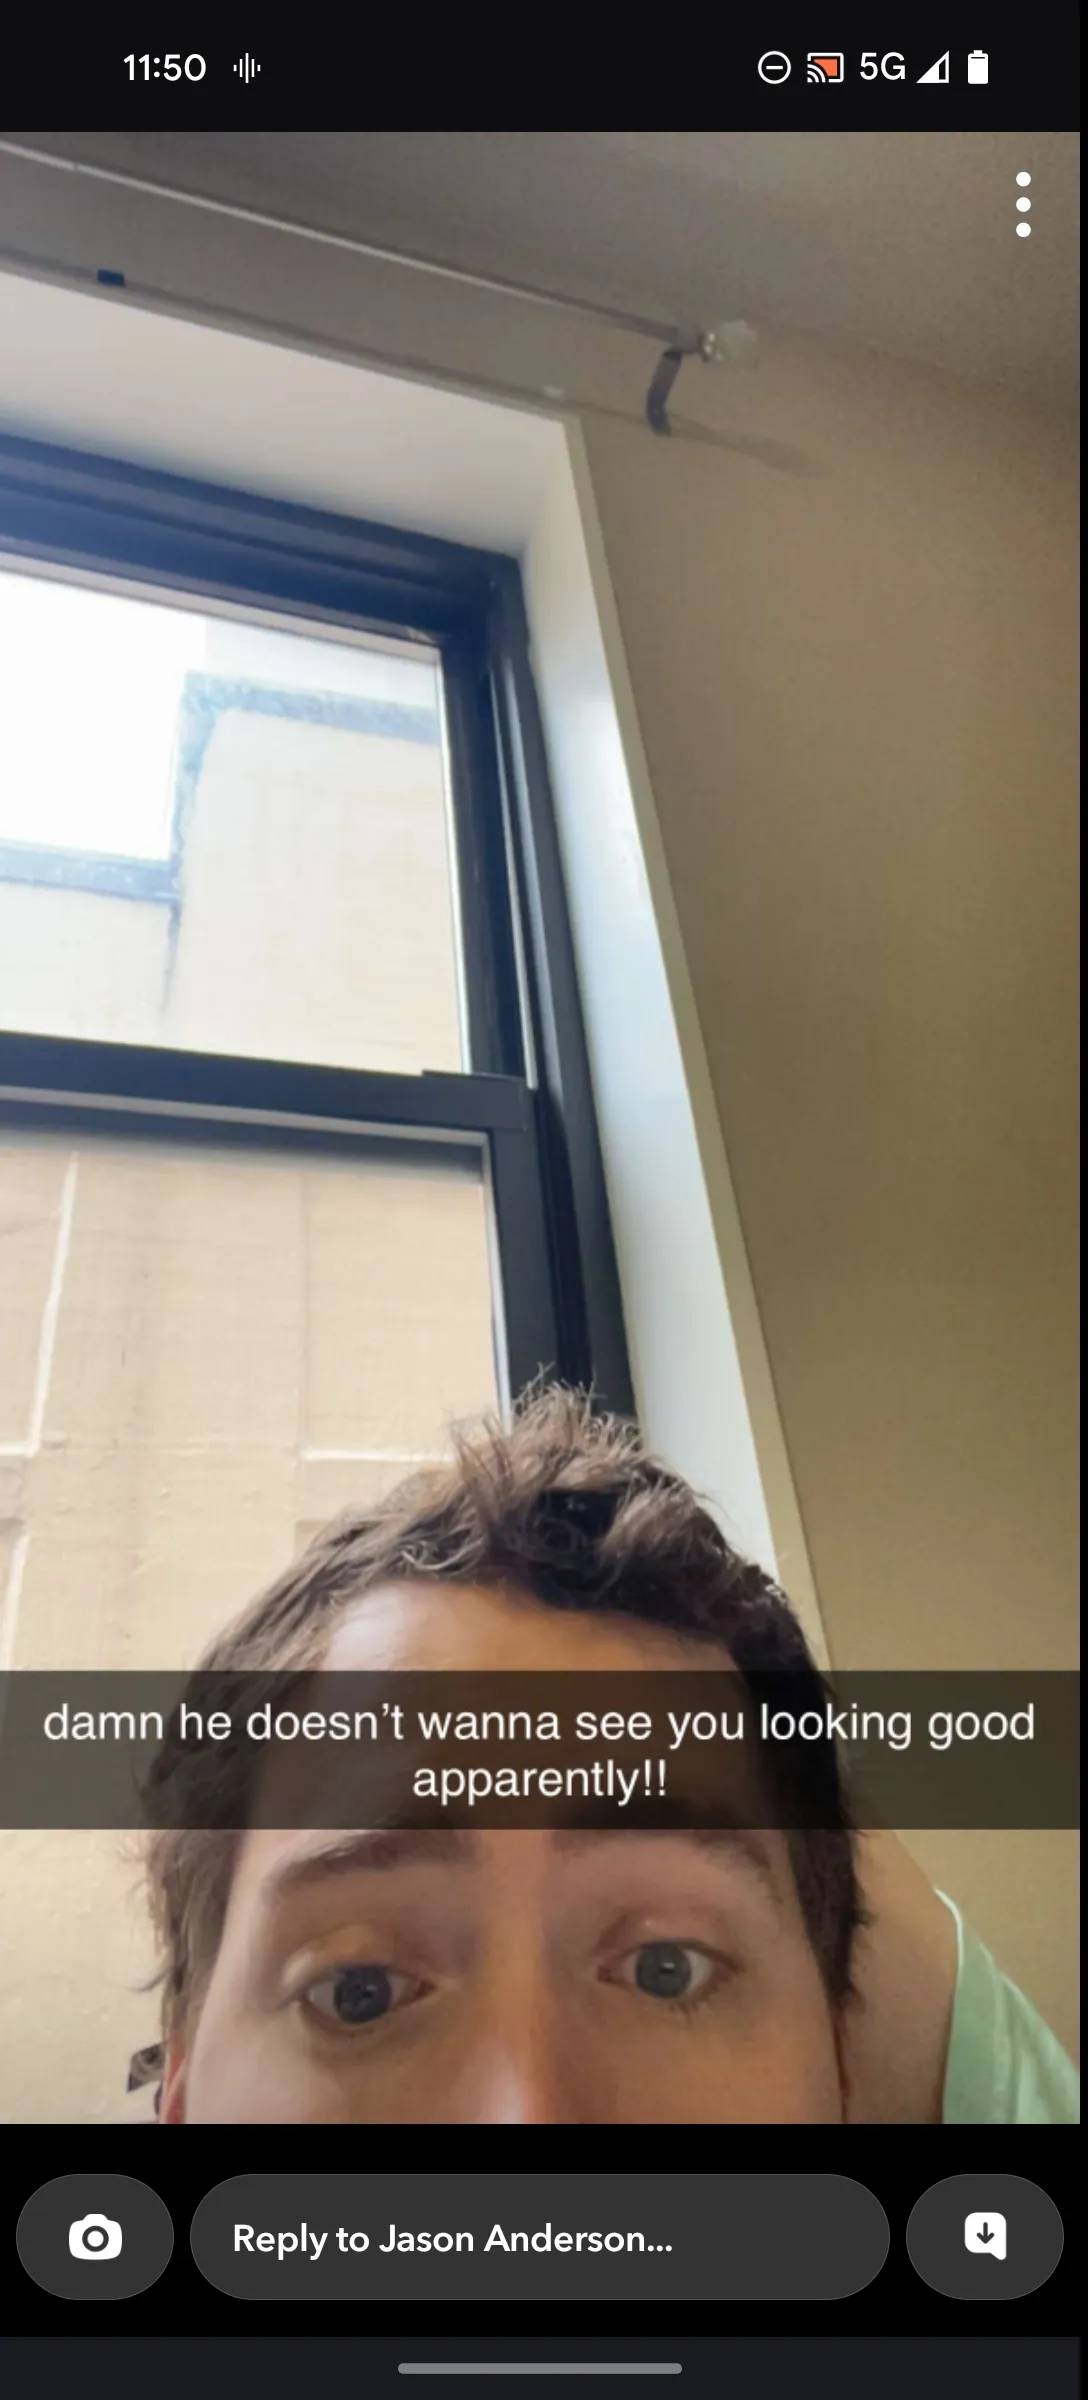 11:50
5G
damn he doesn’t wanna see you looking good
apparently!!
Reply to Jason Anderson...